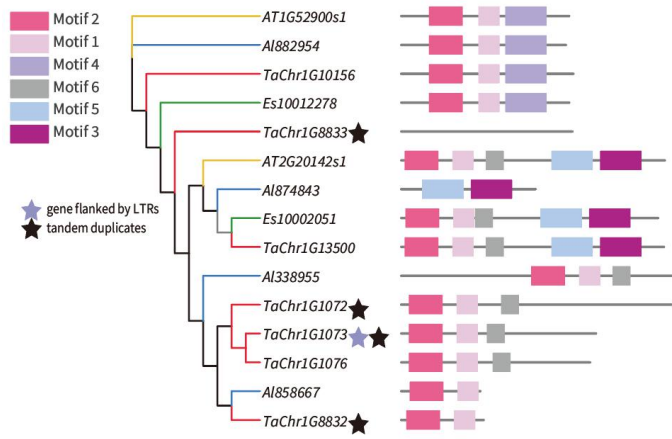 Motif 2
Motif 1
Motif 4
Motif 6
Motif 5
Motif 3
gene flanked by LTRs
tandem duplicates
AT1G52900s1
Al882954
TaChr1G10156
Es10012278
TaChr1G8833
AT2G20142s1
Al874843
Es10002051
TaChr1G13500
Al338955
TaChr1G1072
TaChr1G1073
TaChr1G1076
Al858667
TaChr1G8832